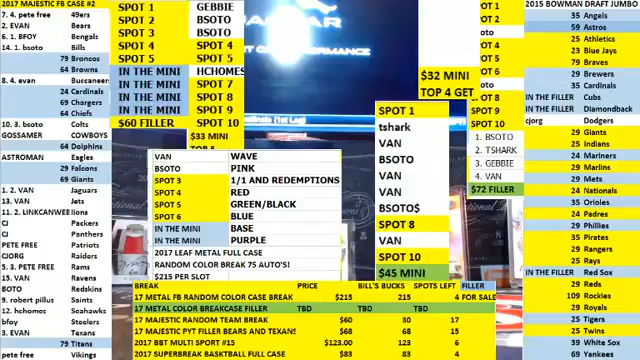 2017 MAJESTIC FB CASE #2
7. 4. pete free 49ers
2. EVAN Bears
6. 1. BFOY Bengals
14. 1. bsoto Bills
79 Broncos
64 Browns
8. 4. evan Buccaneers
24 Cardinals
69 Chargers
64 Chiefs
10. 3. bsoto Colts
GOSSAMER COWBOYS
64 Dolphins
ASTROMAN Eagles
29 Falcons
69 Giants
1. 2. VAN Jaguars
13. VAN Jets
11. 2. LINKCANWE lions
CJ Packers
CJ Panthers
PETE FREE Patriots
CJORG Raiders
5. 3. PETE FREE Rams
15. VAN Ravens
BOTO Redskins
9. robert pillus Saints
12. hcomes Seahawks
bfoy Steelers
3. EVAN Texans
79 Titans
pete free Vikings
SPOT 1 GEBBIE
SPOT 2 BSOTO
SPOT 3 BSOTO
SPOT 4 SPOT 4
SPOT 5 SPOT 5
IN THE MINI HCHOMES
IN THE MINI SPOT 7
IN THE MINI SPOT 8
IN THE MINI SPOT 9
$60 FILLER SPOT 10
$33 MINI
VAN WAVE
BSOTO PINK
SPOT 3 1/1 AND REDEMPTIONS
SPOT 4 RED
SPOT 5 GREEN/BLACK
SPOT 6 BLUE
IN THE MINI BASE
IN THE MINI PURPLE
2017 LEAF METAL FULL CASE
RANDOM COLOR BREAK 75 AUTO'S!
$215 PER SLOT
$32 MINI
TOP 4 GET
SPOT 1
tshark
VAN
BSOTO
VAN
VAN
BSOTO$
SPOT 8
VAN
SPOT 10
$45 MINI
SPOT 8
SPOT 9
SPOT 10
1. BSOTO
2. TSHARK
3. GEBBIE
4. VAN
$72 FILLER
BREAK PRICE BILL'S BUCKS SPOTS LEFT FILLER
17 METAL FB RANDOM COLOR CASE BREAK $215 215 4 FOR SALE
17 METAL COLOR BREAKCASE FILLER TBD TBD
17 MAJESTIC RANDOM TEAM BREAK $60 30 17
17 MAJESTIC PYT FILLER BEARS AND TEXANS $68 68 15
2017 BBT MULTI SPORT #15 $123.00 123 6
2017 SUPERBREAK BASKTBALL FULL CASE $83 83 4
2015 BOWMAN DRAFT JUMBO
35 Angels
59 Astros
25 Athletics
23 Blue Jays
79 Braves
29 Brewers
35 Cardinals
IN THE FILLER Cubs
IN THE FILLER Diamondback
cjorg Dodgers
29 Giants
25 Indians
24 Mariners
29 Marlins
29 Mets
24 Nationals
35 Orioles
24 Padres
29 Phillies
35 Pirates
29 Rangers
25 Rays
IN THE FILLER Red Sox
29 Reds
109 Rockies
29 Royals
25 Tigers
25 Twins
39 White Sox
39 Yankees